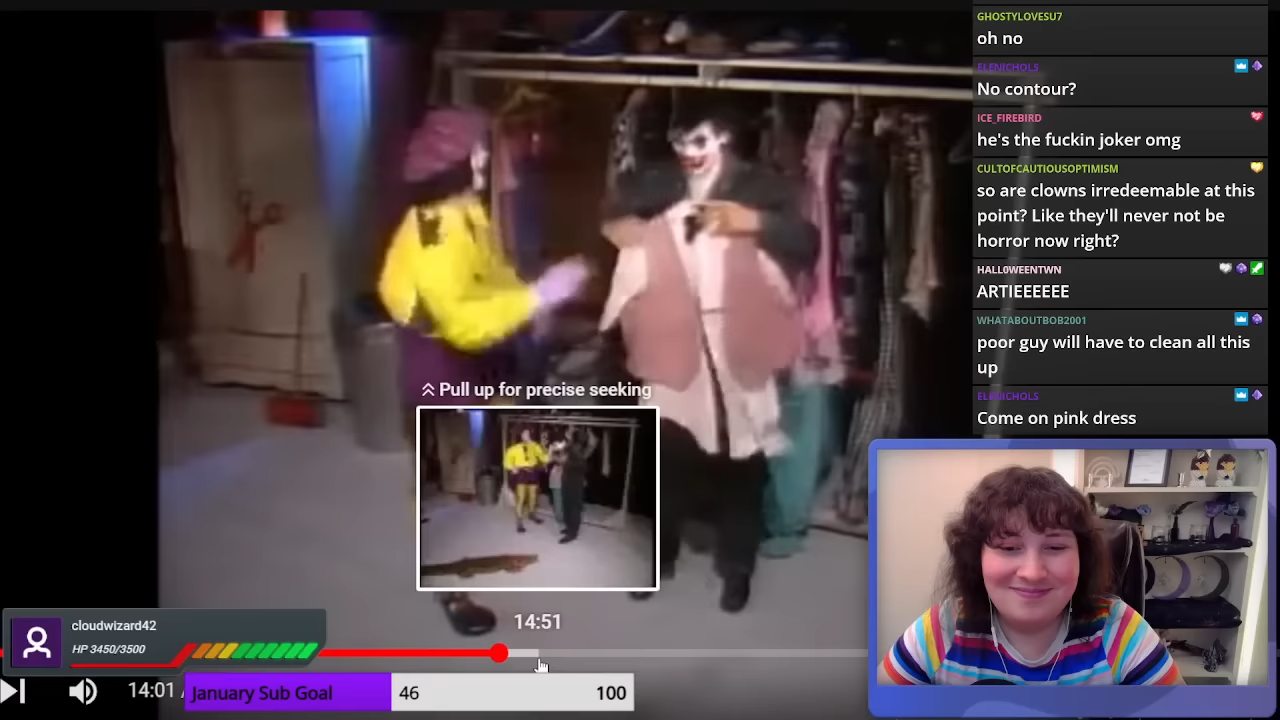 GHOSTYLOVESU7
oh no
ELENICHOLS
No contour?
ICE_FIREBIRD
he's the fuckin joker omg
CULTOFCAUTIOUSOPTIMISM
so are clowns irredeemable at this
point? Like they'll never not be
horror now right?
HALL0WEENTWN
ARTIEEEEEE
WHATABOUTBOB2001
poor guy will have to clean all this
up
ELENICHOLS
Come on pink dress
Pull up for precise seeking
14:51
cloudwizard42
HP 3450/3500
14:01 /
January Sub Goal 46 100